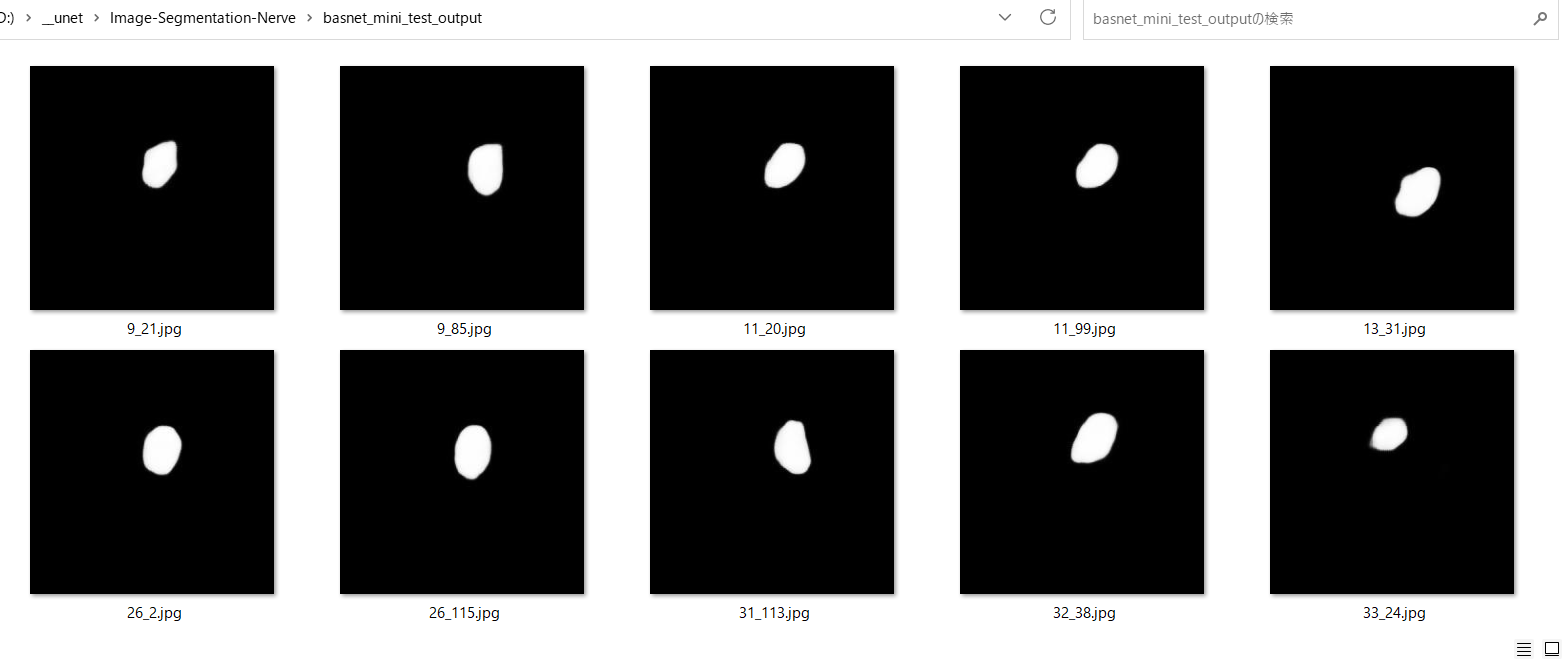 D:) › __unet › Image-Segmentation-Nerve › basnet_mini_test_output
basnet_mini_test_outputの検索
9_21.jpg
9_85.jpg
11_20.jpg
11_99.jpg
13_31.jpg
26_2.jpg
26_115.jpg
31_113.jpg
32_38.jpg
33_24.jpg